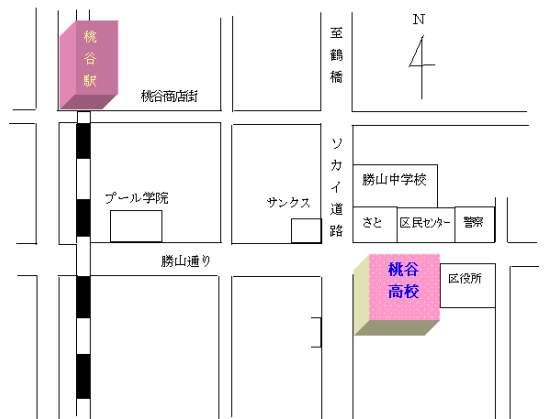 桃谷駅
至鶴橋
N
桃谷商店街
ソカイ道路
勝山中学校
プール学院
サンクス
さと
区民センター
警察
勝山通り
桃谷
高校
区役所